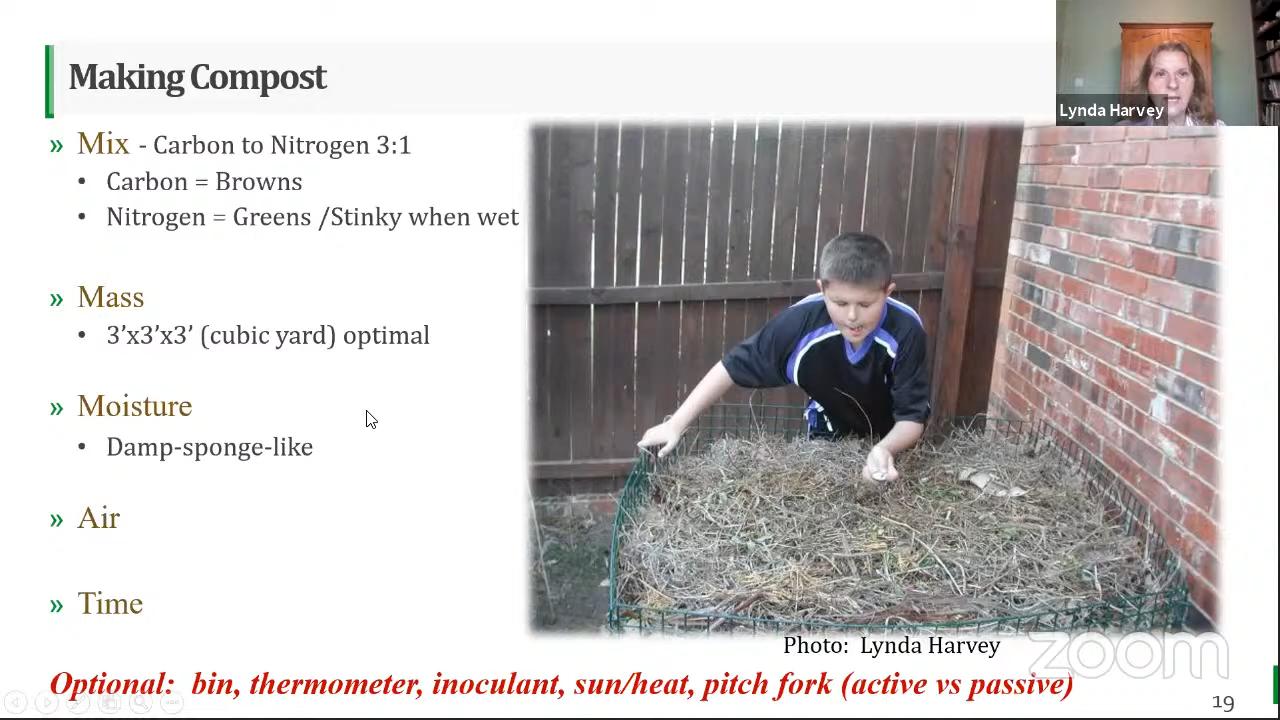 Making Compost
Lynda Harvey
» Mix - Carbon to Nitrogen 3:1
• Carbon = Browns
• Nitrogen = Greens /Stinky when wet
» Mass
• 3’x3’x3’ (cubic yard) optimal
» Moisture
• Damp-sponge-like
» Air
» Time
Photo: Lynda Harvey
zoom
Optional: bin, thermometer, inoculant, sun/heat, pitch fork (active vs passive)
19